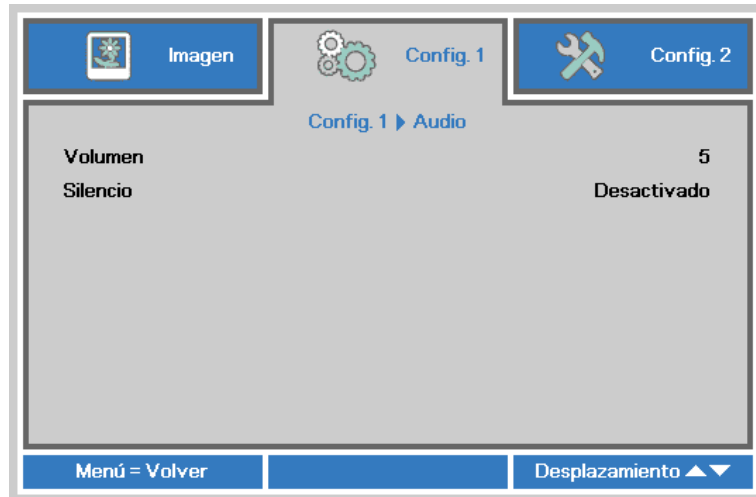 Imagen
Config. 1
Config. 2
Config. 1 ▶ Audio
Volumen 5
Silencio Desactivado
Menú = Volver
Desplazamiento ▲▼